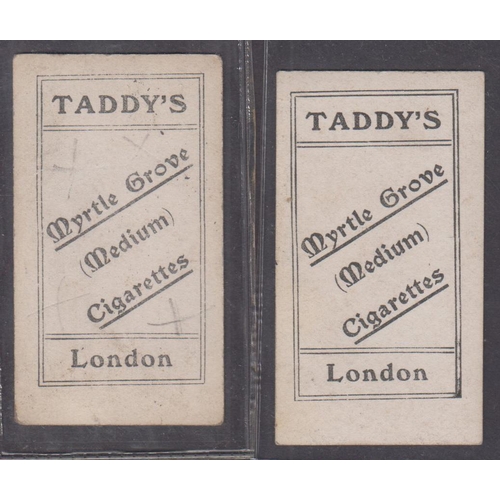 TADDY'S
Myrtle Grove
(Medium)
Cigarettes
London
TADDY'S
Myrtle Grove
(Medium)
Cigarettes
London